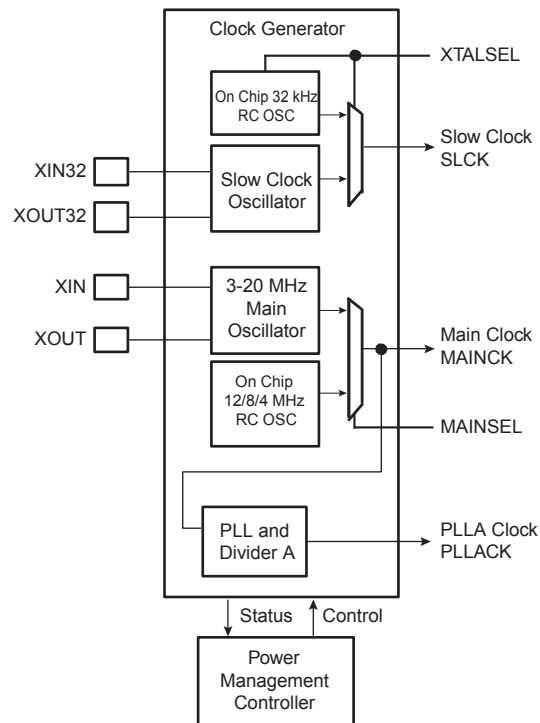 Clock Generator
XTALSEL
On Chip 32 kHz
RC OSC
Slow Clock
SLCK
XIN32
Slow Clock
Oscillator
XOUT32
XIN
3-20 MHz
Main
Oscillator
XOUT
Main Clock
MAINCK
On Chip
12/8/4 MHz
RC OSC
MAINSEL
PLL and
Divider A
PLLA Clock
PLLACK
Status
Control
Power
Management
Controller